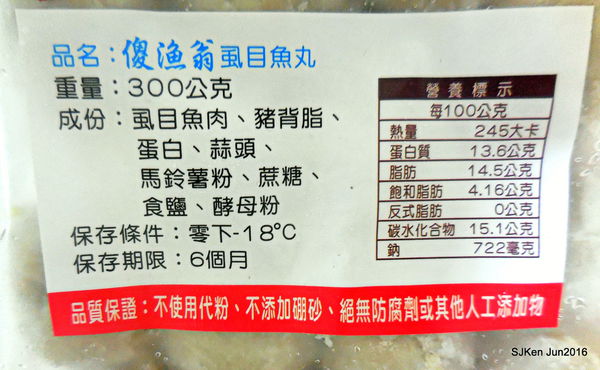 品名：傻漁翁虱目魚丸
重量：300公克
成份：虱目魚肉、豬背脂、
蛋白、蒜頭、
馬鈴薯粉、蔗糖、
食鹽、酵母粉
保存條件：零下-18℃
保存期限：6個月
營養標示
每100公克
熱量 245大卡
蛋白質 13.6公克
脂肪 14.5公克
飽和脂肪 4.16公克
反式脂肪 0公克
碳水化合物 15.1公克
鈉 722毫克
品質保證：不使用代粉、不添加硼砂、絕無防腐劑或其他人工添加物
SJKen Jun2016